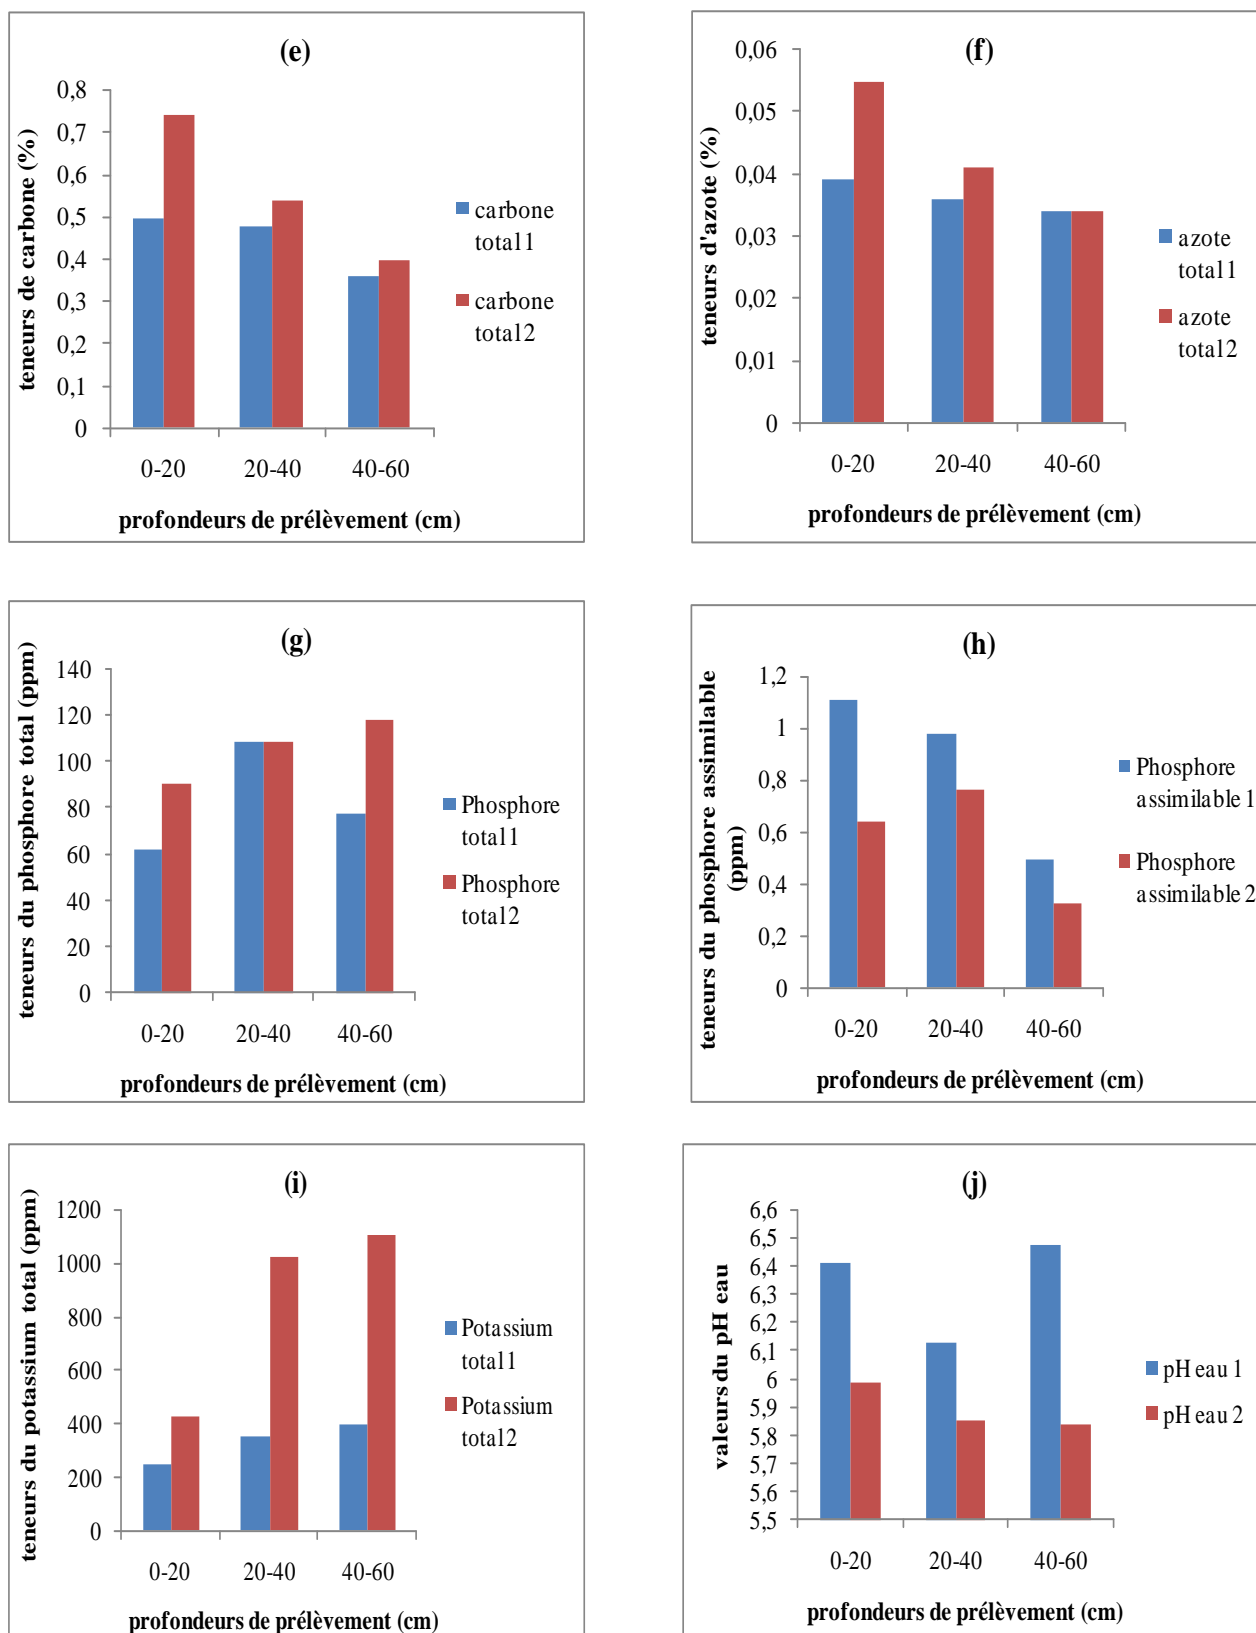 (e)
teneurs de carbone (%)
0,8
0,7
0,6
0,5
0,4
0,3
0,2
0,1
0
0-20 20-40 40-60
profondeurs de prélèvement (cm)
carbone
total1
carbone
total2
(f)
teneurs d'azote (%)
0,06
0,05
0,04
0,03
0,02
0,01
0
0-20 20-40 40-60
profondeurs de prélèvement (cm)
azote
total1
azote
total2
(g)
teneurs du phosphore total (ppm)
140
120
100
80
60
40
20
0
0-20 20-40 40-60
profondeurs de prélèvement (cm)
Phosphore
total1
Phosphore
total2
(h)
teneurs du phosphore assimilable
(ppm)
1,2
1
0,8
0,6
0,4
0,2
0
0-20 20-40 40-60
profondeurs de prélèvement (cm)
Phosphore
assimilable 1
Phosphore
assimilable 2
(i)
teneurs du potassium total (ppm)
1200
1000
800
600
400
200
0
0-20 20-40 40-60
profondeurs de prélèvement (cm)
Potassium
total1
Potassium
total2
(j)
valeurs du pH eau
6,6
6,5
6,4
6,3
6,2
6,1
6
5,9
5,8
5,7
5,6
5,5
0-20 20-40 40-60
profondeurs de prélèvement (cm)
pH eau 1
pH eau 2